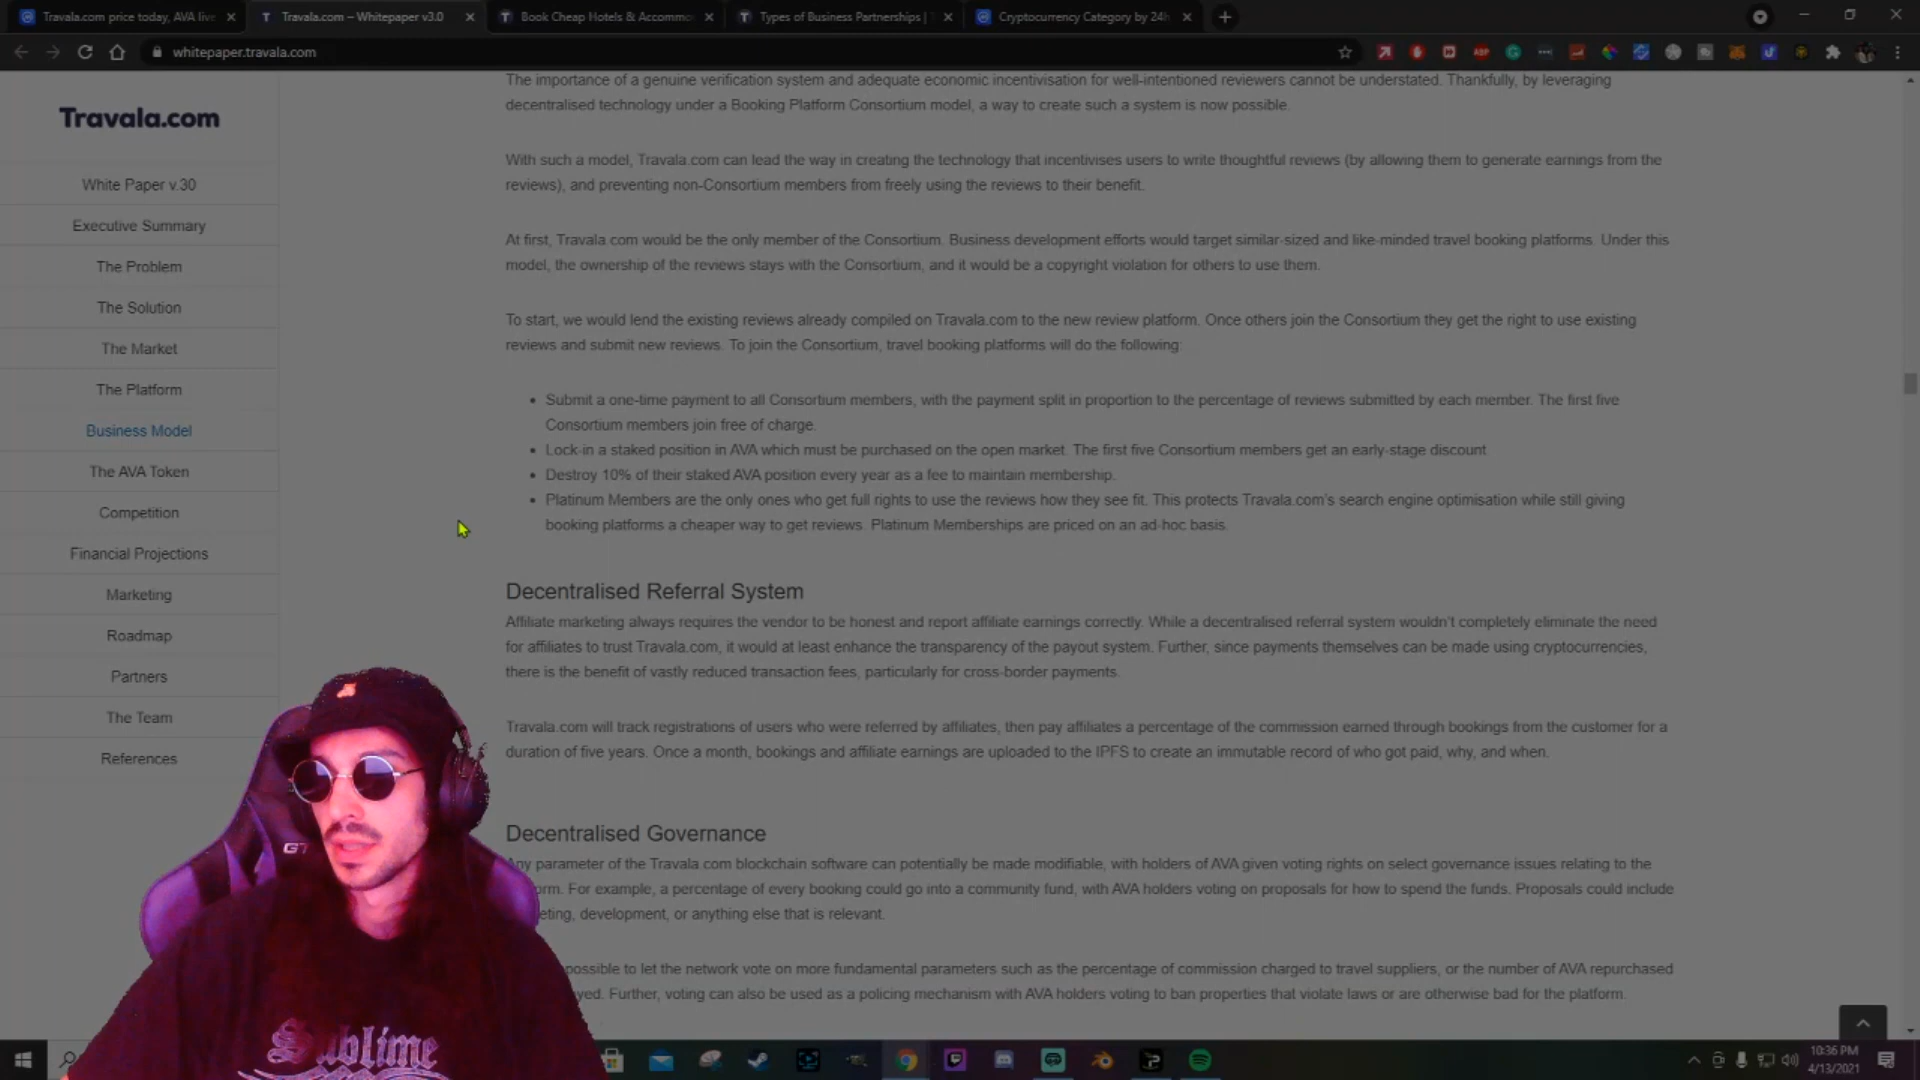 Travala.com price today, AVA live
Travala.com – Whitepaper v3.0
Book Cheap Hotels & Accommo
Types of Business Partnerships | T
Cryptocurrency Category by 24h
whitepaper.travala.com
Travala.com
White Paper v.30
Executive Summary
The Problem
The Solution
The Market
The Platform
Business Model
The AVA Token
Competition
Financial Projections
Marketing
Roadmap
Partners
The Team
References
The importance of a genuine verification system and adequate economic incentivisation for well-intentioned reviewers cannot be understated. Thankfully, by leveraging
decentralised technology under a Booking Platform Consortium model, a way to create such a system is now possible.
With such a model, Travala.com can lead the way in creating the technology that incentivises users to write thoughtful reviews (by allowing them to generate earnings from the
reviews), and preventing non-Consortium members from freely using the reviews to their benefit.
At first, Travala.com would be the only member of the Consortium. Business development efforts would target similar-sized and like-minded travel booking platforms. Under this
model, the ownership of the reviews stays with the Consortium, and it would be a copyright violation for others to use them.
To start, we would lend the existing reviews already compiled on Travala.com to the new review platform. Once others join the Consortium they get the right to use existing
reviews and submit new reviews. To join the Consortium, travel booking platforms will do the following:
• Submit a one-time payment to all Consortium members, with the payment split in proportion to the percentage of reviews submitted by each member. The first five
Consortium members join free of charge.
• Lock-in a staked position in AVA which must be purchased on the open market. The first five Consortium members get an early-stage discount.
• Destroy 10% of their staked AVA position every year as a fee to maintain membership.
• Platinum Members are the only ones who get full rights to use the reviews how they see fit. This protects Travala.com's search engine optimisation while still giving
booking platforms a cheaper way to get reviews. Platinum Memberships are priced on an ad-hoc basis.
Decentralised Referral System
Affiliate marketing always requires the vendor to be honest and report affiliate earnings correctly. While a decentralised referral system wouldn't completely eliminate the need
for affiliates to trust Travala.com, it would at least enhance the transparency of the payout system. Further, since payments themselves can be made using cryptocurrencies,
there is the benefit of vastly reduced transaction fees, particularly for cross-border payments.
Travala.com will track registrations of users who were referred by affiliates, then pay affiliates a percentage of the commission earned through bookings from the customer for a
duration of five years. Once a month, bookings and affiliate earnings are uploaded to the IPFS to create an immutable record of who got paid, why, and when.
Decentralised Governance
Any parameter of the Travala.com blockchain software can potentially be made modifiable, with holders of AVA given voting rights on select governance issues relating to the
orm. For example, a percentage of every booking could go into a community fund, with AVA holders voting on proposals for how to spend the funds. Proposals could include
eting, development, or anything else that is relevant.
possible to let the network vote on more fundamental parameters such as the percentage of commission charged to travel suppliers, or the number of AVA repurchased
yed. Further, voting can also be used as a policing mechanism with AVA holders voting to ban properties that violate laws or are otherwise bad for the platform.
GT
Sublime
10:36 PM
4/13/2021